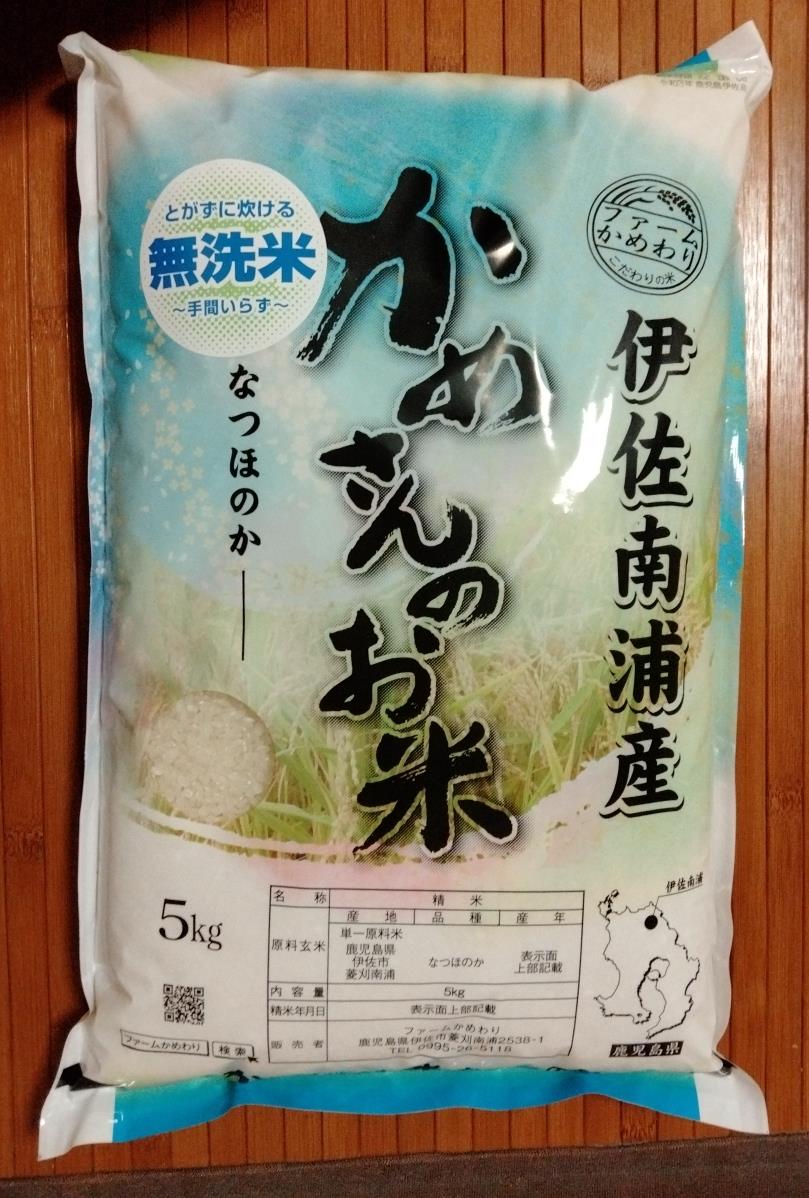 とがずに炊ける
無洗米
～手間いらず～
かめさんのお米
なつほのか
ファーム
かめわり
こだわりの米
伊佐南浦産
5kg
名称 精米
原料玄米 産地 品種 産年
単一原料米
鹿児島県
伊佐市
菱刈南浦
なつほのか
表示面
上部記載
内容量 5kg
精米年月日 表示面上部記載
販売者 ファームかめわり
鹿児島県伊佐市菱刈南浦2538-1
TEL 0995-26-5118
伊佐南浦
鹿児島県
ファームかめわり 検索